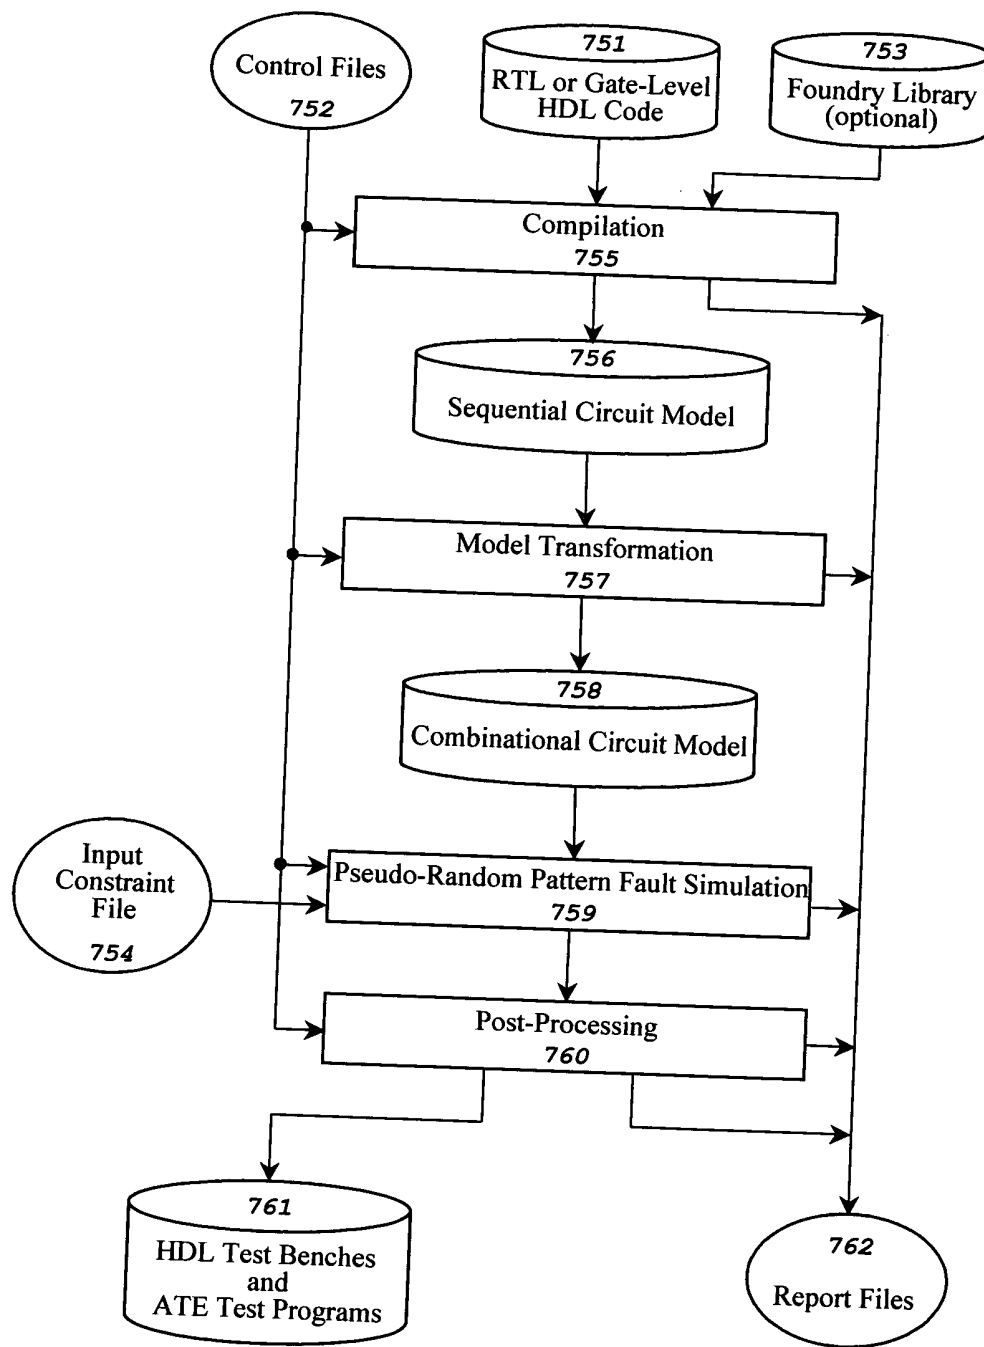 Control Files
752
751
RTL or Gate-Level
HDL Code
753
Foundry Library
(optional)
Compilation
755
756
Sequential Circuit Model
Model Transformation
757
758
Combinational Circuit Model
Input
Constraint
File
754
Pseudo-Random Pattern Fault Simulation
759
Post-Processing
760
761
HDL Test Benches
and
ATE Test Programs
762
Report Files